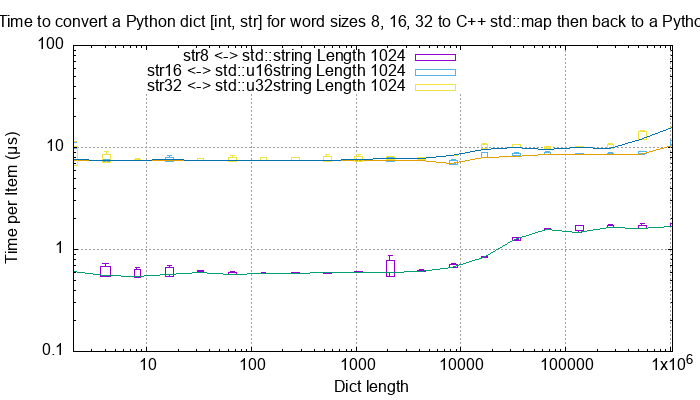 Time to convert a Python dict [int, str] for word sizes 8, 16, 32 to C++ std::map then back to a Pytho
100
str8 <-> std::string Length 1024
str16 <-> std::u16string Length 1024
str32 <-> std::u32string Length 1024
10
Time per Item (µs)
1
0.1
10 100 1000 10000 100000 1x10⁶
Dict length